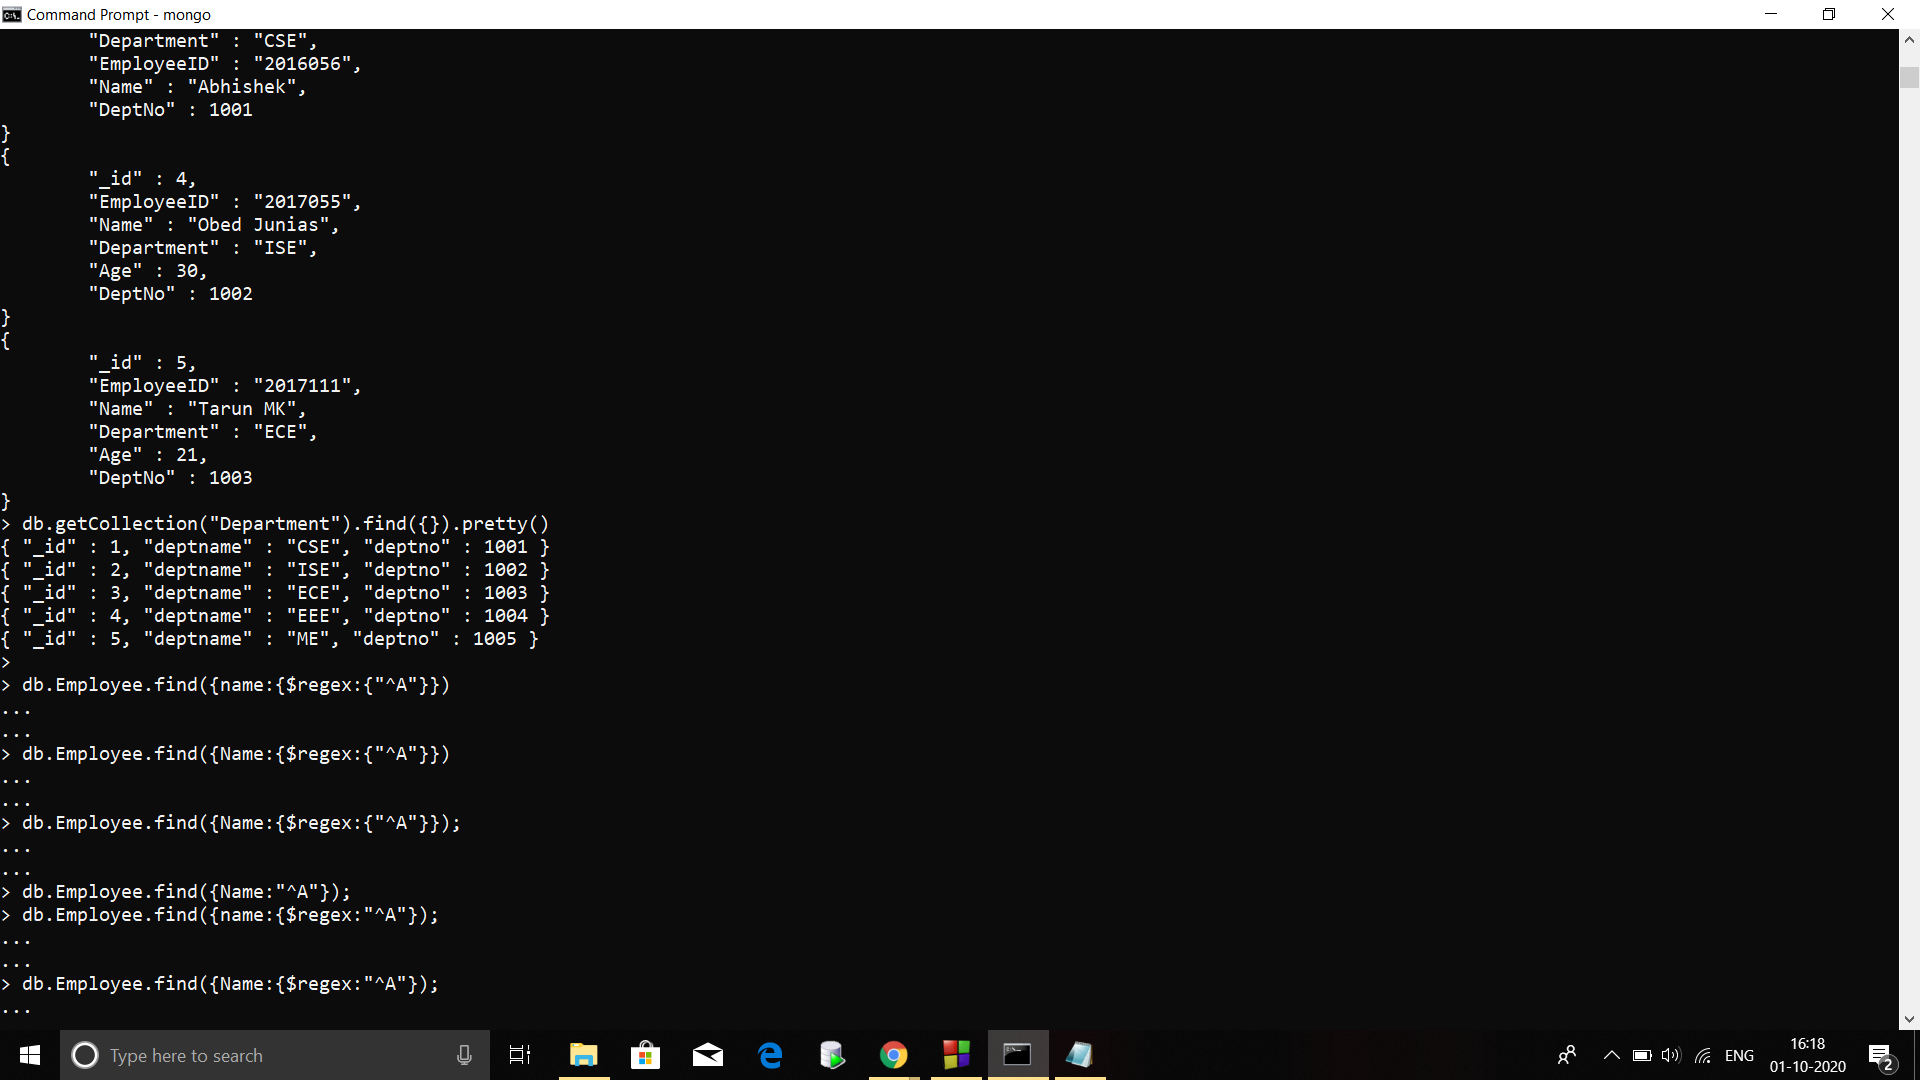 Command Prompt - mongo
"Department" : "CSE",
"EmployeeID" : "2016056",
"Name" : "Abhishek",
"DeptNo" : 1001
}
{
"_id" : 4,
"EmployeeID" : "2017055",
"Name" : "Obed Junias",
"Department" : "ISE",
"Age" : 30,
"DeptNo" : 1002
}
{
"_id" : 5,
"EmployeeID" : "2017111",
"Name" : "Tarun MK",
"Department" : "ECE",
"Age" : 21,
"DeptNo" : 1003
}
> db.getCollection("Department").find({}).pretty()
{ "_id" : 1, "deptname" : "CSE", "deptno" : 1001 }
{ "_id" : 2, "deptname" : "ISE", "deptno" : 1002 }
{ "_id" : 3, "deptname" : "ECE", "deptno" : 1003 }
{ "_id" : 4, "deptname" : "EEE", "deptno" : 1004 }
{ "_id" : 5, "deptname" : "ME", "deptno" : 1005 }
>
> db.Employee.find({name:{$regex:{"^A"}})
...
...
> db.Employee.find({Name:{$regex:{"^A"}})
...
...
> db.Employee.find({Name:{$regex:{"^A"}});
...
...
> db.Employee.find({Name:"^A"});
> db.Employee.find({name:{$regex:"^A"});
...
...
> db.Employee.find({Name:{$regex:"^A"});
...
Type here to search
ENG
16:18
01-10-2020
2